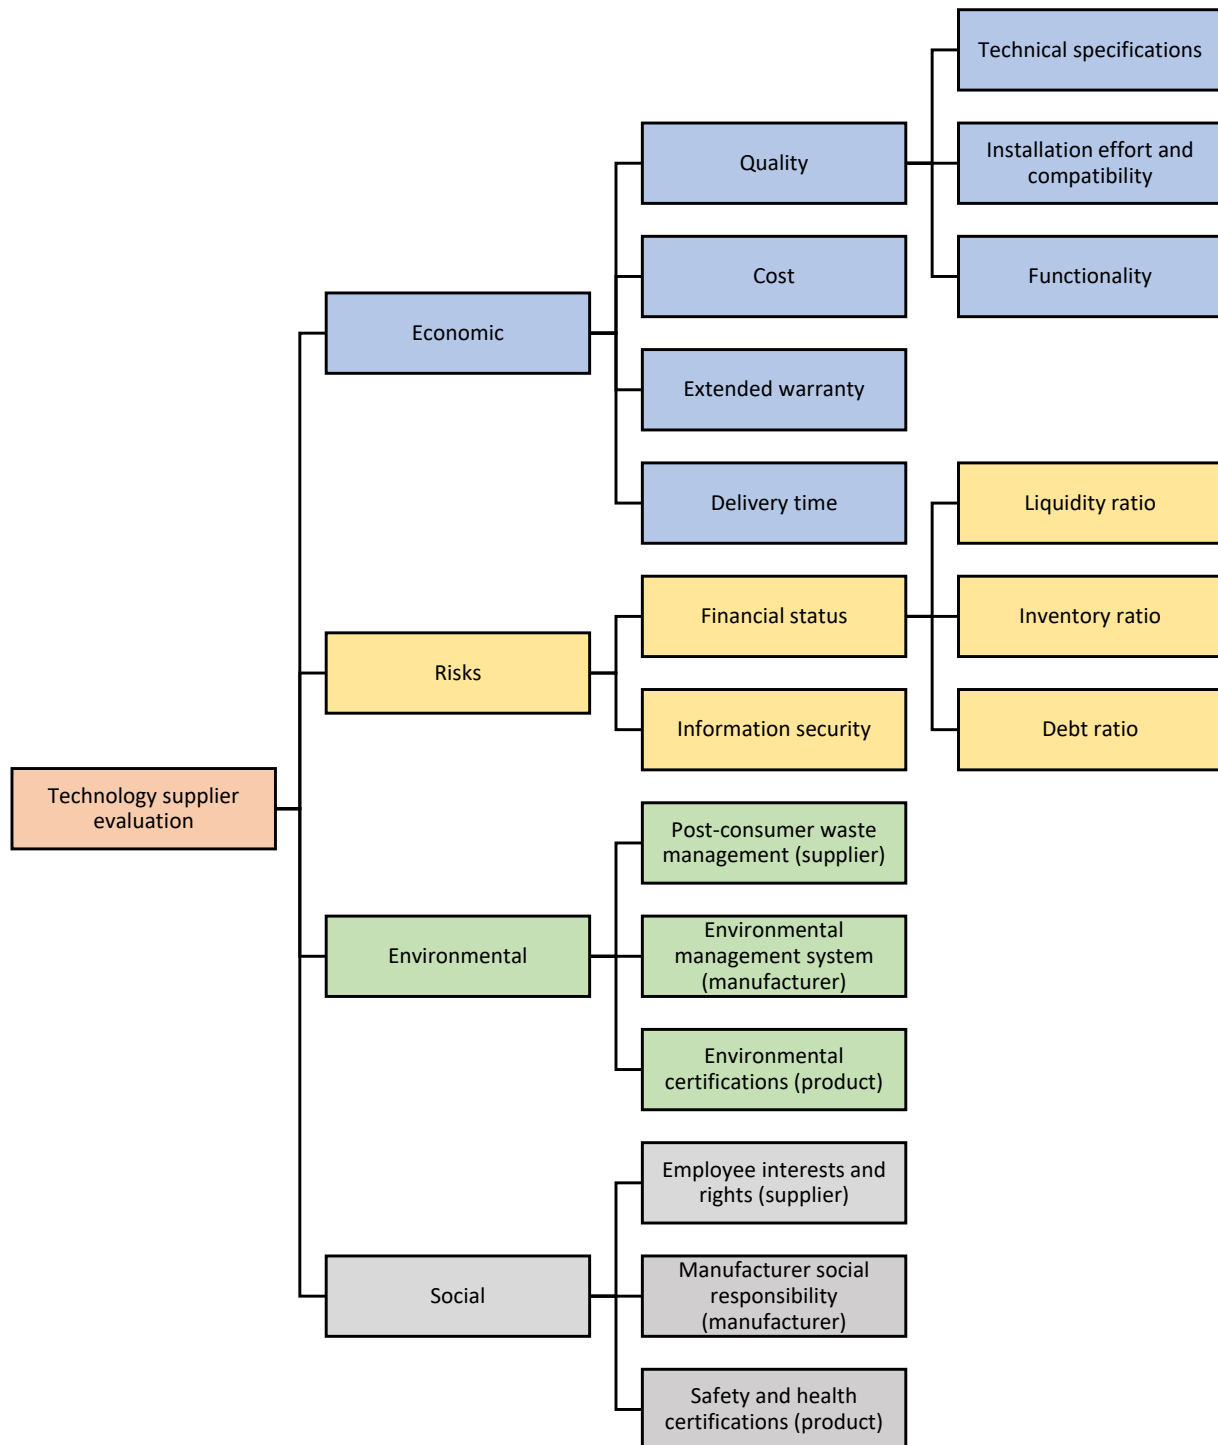 Technology supplier
evaluation
Economic
Quality
Technical specifications
Installation effort and
compatibility
Functionality
Cost
Extended warranty
Delivery time
Risks
Financial status
Liquidity ratio
Inventory ratio
Debt ratio
Information security
Environmental
Post-consumer waste
management (supplier)
Environmental
management system
(manufacturer)
Environmental
certifications (product)
Social
Employee interests and
rights (supplier)
Manufacturer social
responsibility
(manufacturer)
Safety and health
certifications (product)